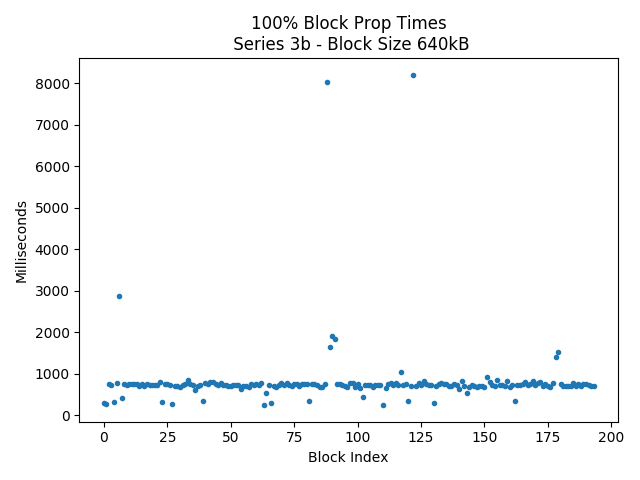 100% Block Prop Times
Series 3b - Block Size 640kB
8000
7000
6000
5000
4000
3000
2000
1000
0
Milliseconds
0 25 50 75 100 125 150 175 200
Block Index